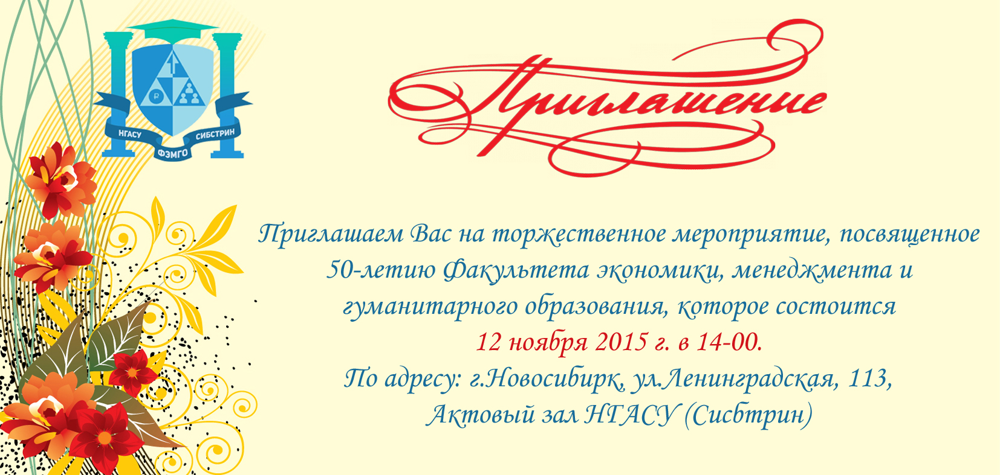 НГАСУ
ФЭМГО
СИБСТРИН
Приглашение
Приглашаем Вас на торжественное мероприятие, посвященное
50-летию Факультета экономики, менеджмента и
гуманитарного образования, которое состоится
12 ноября 2015 г. в 14-00.
По адресу: г.Новосибирк, ул.Ленинградская, 113,
Актовый зал НГАСУ (Сисбтрин)